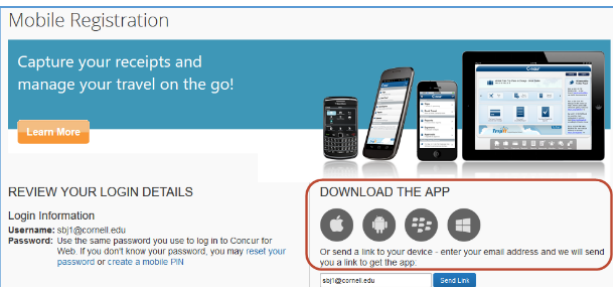 Mobile Registration
Capture your receipts and
manage your travel on the go!
Learn More
REVIEW YOUR LOGIN DETAILS
Login Information
Username: sbj1@cornell.edu
Password: Use the same password you use to log in to Concur for
Web. If you don't know your password, you may reset your
password or create a mobile PIN
DOWNLOAD THE APP
Or send a link to your device - enter your email address and we will send
you a link to get the app:
sbj1@cornell.edu
Send Link